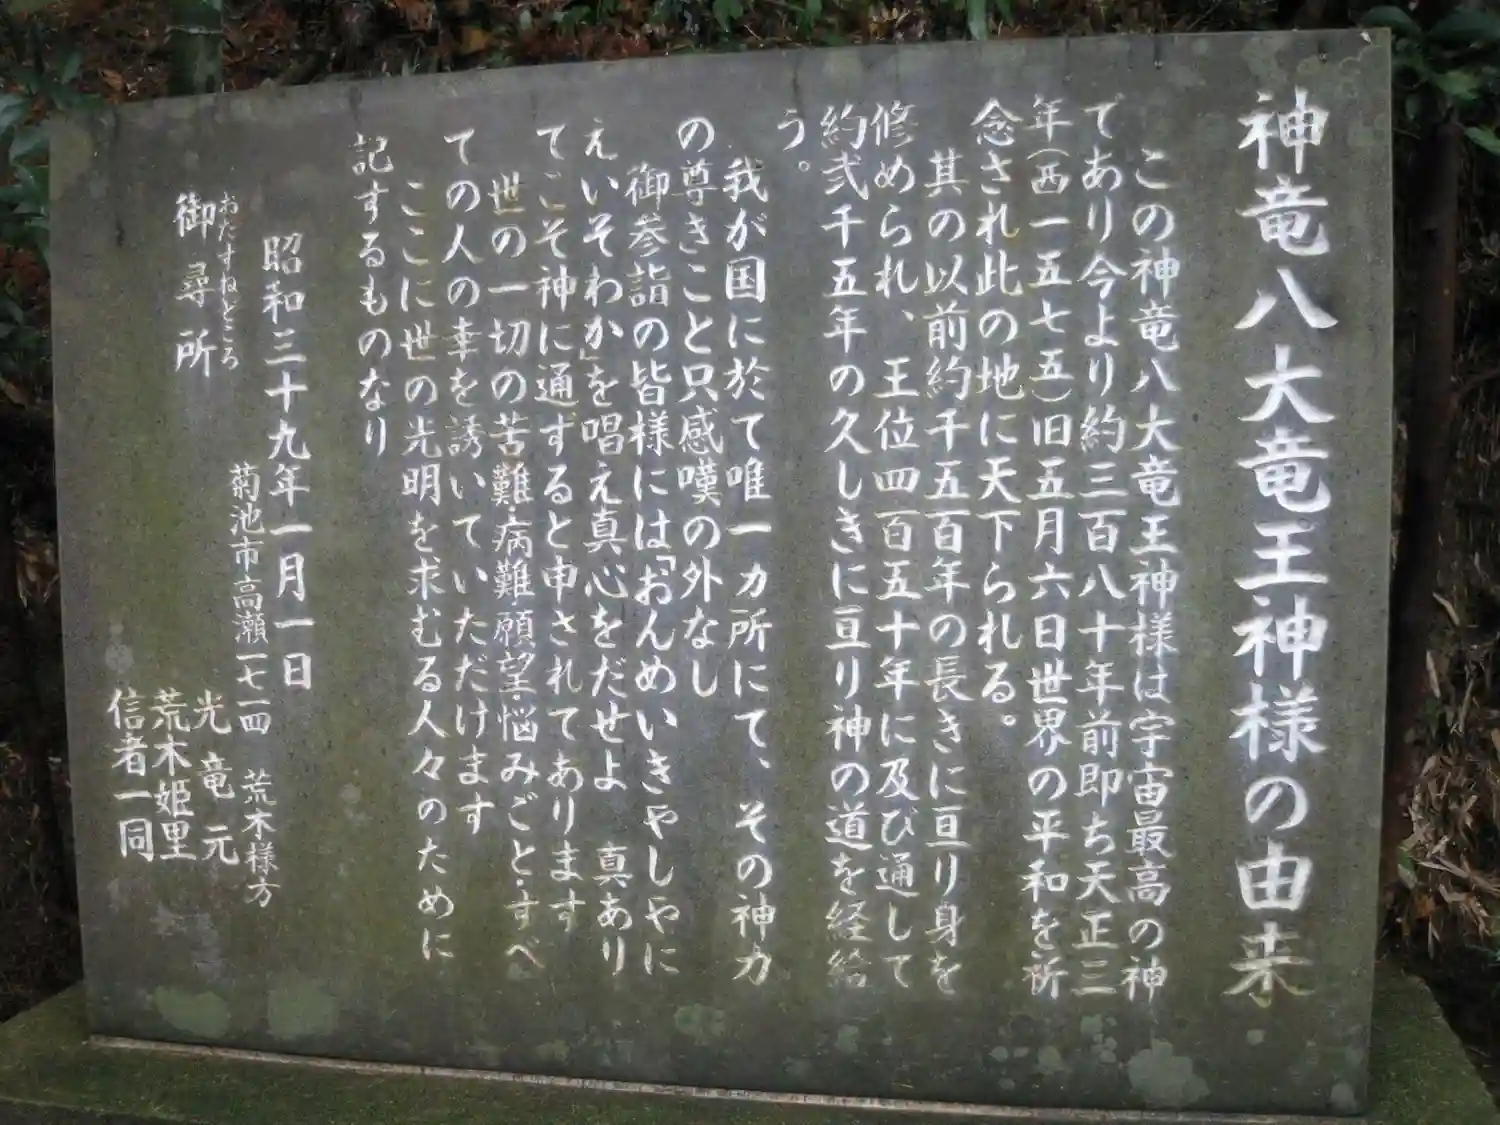 神竜八大竜王神様の由来
この神竜八大竜王神様は宇宙最高の神
であり今より約三百八十年前即ち天正三
年(西一五七五)旧五月六日世界の平和を祈
念され此の地に天下られる。
其の以前約千五百年の長きに亘り身を
修められ、王位四百五十年に及び通して
約弐千五年の久しきに亘り神の道を経給
う。
我が国に於て唯一カ所にて、その神力
の尊きこと只感嘆の外なし
御参詣の皆様には「おんめいきやしやに
えいそわか」を唱え真心をだせよ 真あり
てこそ神に通ずると申されてあります
世の一切の苦難・病難・願望・悩みごと・すべ
ての人の幸を誘いていただけます
ここに世の光明を求むる人々のために
記するものなり
昭和三十九年一月一日
おたずねどころ
御尋所
菊池市高瀬一七一四 荒木様方
光竜元
荒木姫里
信者一同